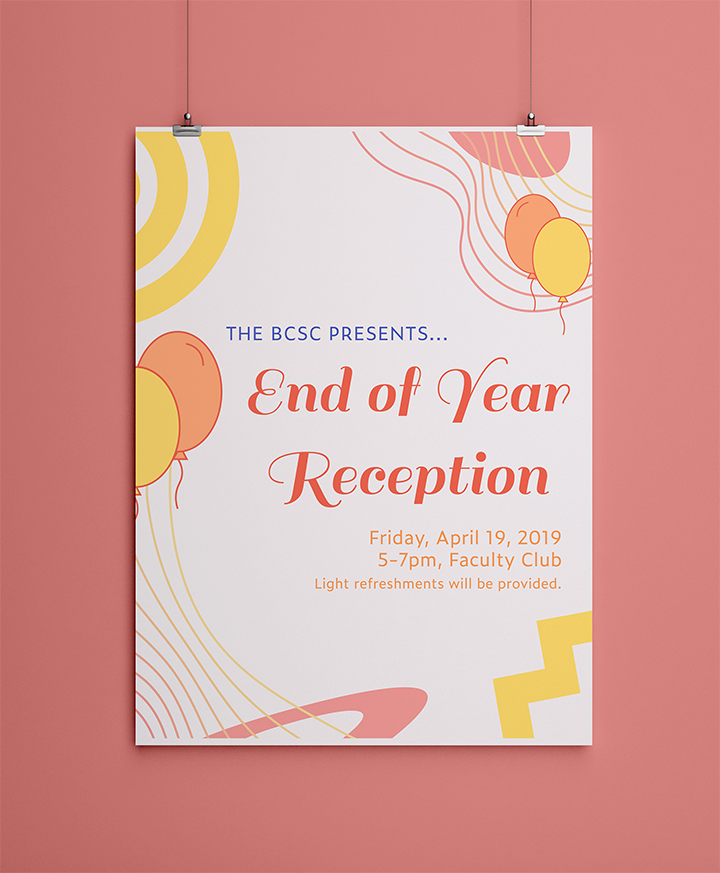 THE BCSC PRESENTS...
End of Year
Reception
Friday, April 19, 2019
5-7pm, Faculty Club
Light refreshments will be provided.